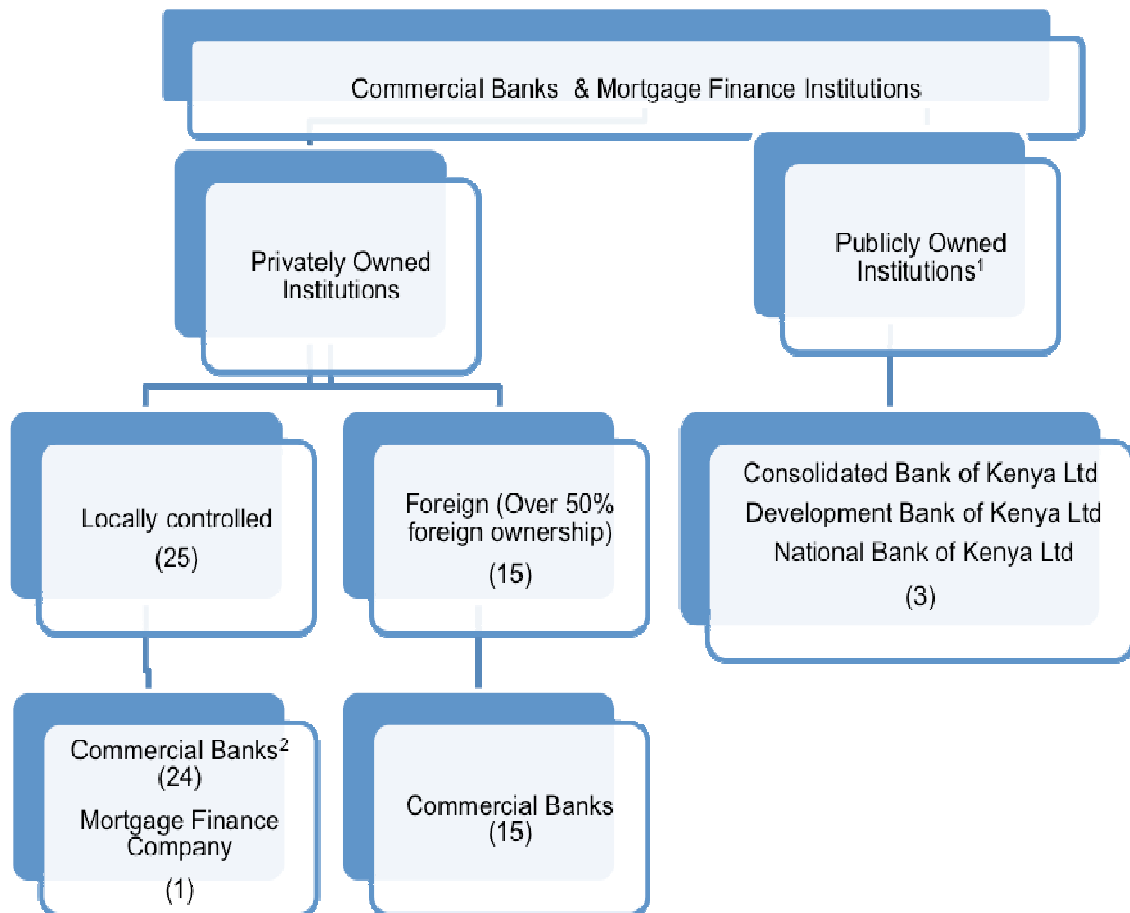 Commercial Banks & Mortgage Finance Institutions
Privately Owned
Institutions
Publicly Owned
Institutions¹
Locally controlled
(25)
Foreign (Over 50%
foreign ownership)
(15)
Consolidated Bank of Kenya Ltd
Development Bank of Kenya Ltd
National Bank of Kenya Ltd
(3)
Commercial Banks²
(24)
Mortgage Finance
Company
(1)
Commercial Banks
(15)